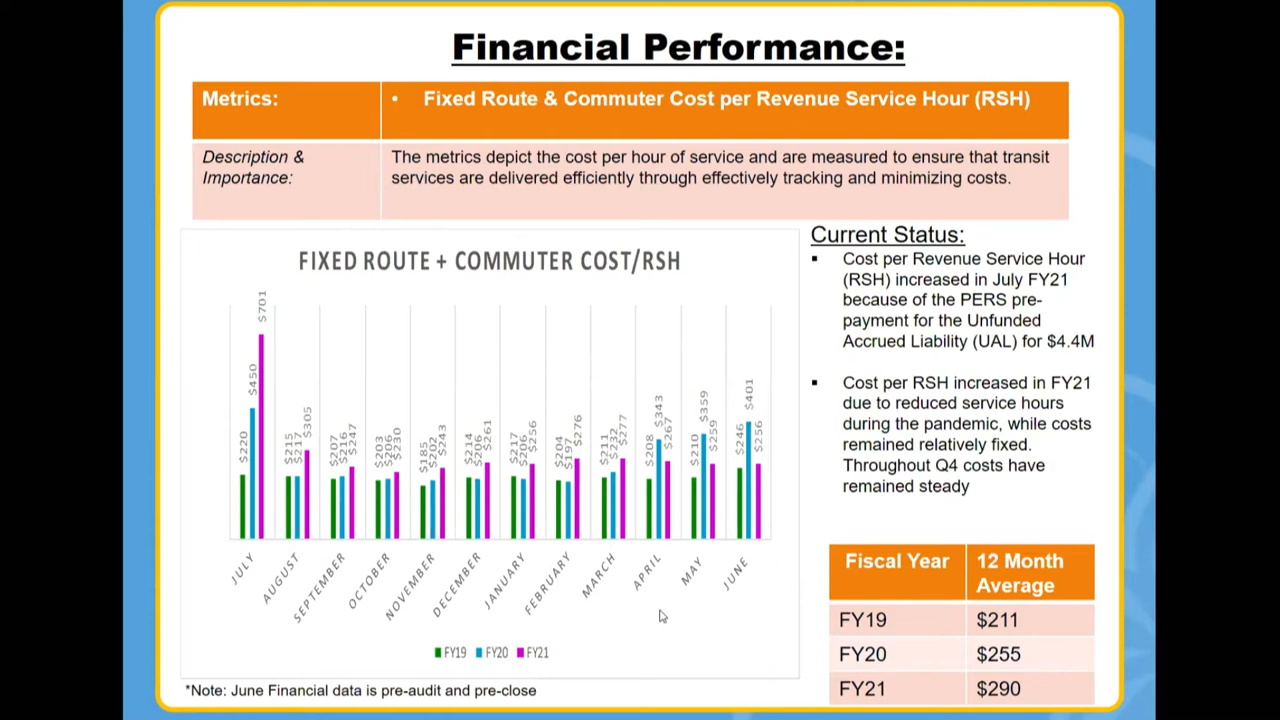 Financial Performance:
Metrics:
• Fixed Route & Commuter Cost per Revenue Service Hour (RSH)
Description &
Importance:
The metrics depict the cost per hour of service and are measured to ensure that transit
services are delivered efficiently through effectively tracking and minimizing costs.
FIXED ROUTE + COMMUTER COST/RSH
$220 $450 $701
$215 $217 $305
$207 $216 $247
$203 $206 $230
$185 $202 $243
$214 $261
$217 $206 $256
$204 $197 $276
$211 $232 $277
$208 $343 $267
$210 $359 $259
$246 $401 $256
JULY
AUGUST
SEPTEMBER
OCTOBER
NOVEMBER
DECEMBER
JANUARY
FEBRUARY
MARCH
APRIL
MAY
JUNE
FY19 FY20 FY21
*Note: June Financial data is pre-audit and pre-close
Current Status:
▪ Cost per Revenue Service Hour
(RSH) increased in July FY21
because of the PERS pre-
payment for the Unfunded
Accrued Liability (UAL) for $4.4M
▪ Cost per RSH increased in FY21
due to reduced service hours
during the pandemic, while costs
remained relatively fixed.
Throughout Q4 costs have
remained steady
Fiscal Year
12 Month
Average
FY19 $211
FY20 $255
FY21 $290